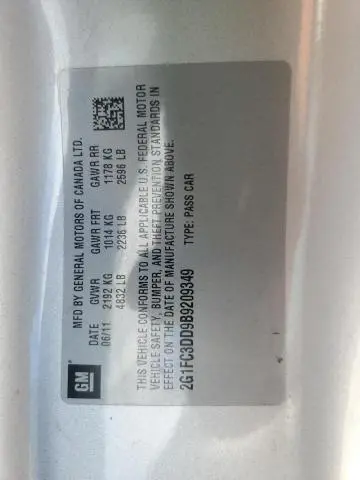 MFD BY GENERAL MOTORS OF CANADA LTD.
DATE GVWR GAWR FRT GAWR RR
06/11 2192 KG 1014 KG 1178 KG
4832 LB 2236 LB 2596 LB
THIS VEHICLE CONFORMS TO ALL APPLICABLE U.S. FEDERAL MOTOR
VEHICLE SAFETY, BUMPER, AND THEFT PREVENTION STANDARDS IN
EFFECT ON THE DATE OF MANUFACTURE SHOWN ABOVE.
2G1FC3DD9B9209349 TYPE: PASS CAR
GM